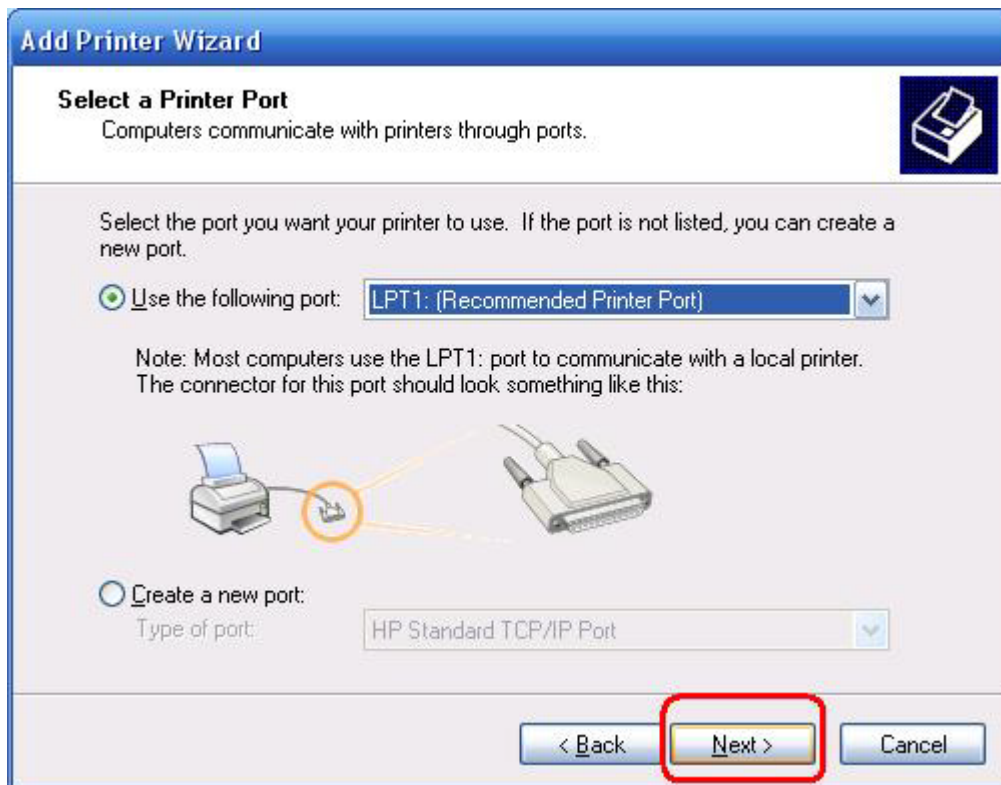 Add Printer Wizard
Select a Printer Port
Computers communicate with printers through ports.
Select the port you want your printer to use.  If the port is not listed, you can create a
new port.
Use the following port: LPT1: (Recommended Printer Port)
Note: Most computers use the LPT1: port to communicate with a local printer.
The connector for this port should look something like this:
Create a new port:
Type of port: HP Standard TCP/IP Port
< Back Next > Cancel